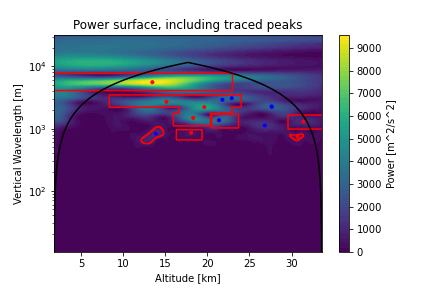 Power surface, including traced peaks
Vertical Wavelength [m]
10^4
10^3
10^2
5 10 15 20 25 30
Altitude [km]
9000
8000
7000
6000
5000
4000
3000
2000
1000
0
Power [m^2/s^2]